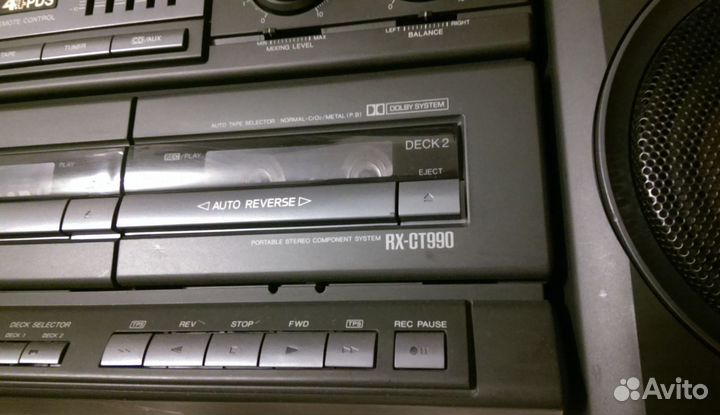 REMOTE CONTROL
TAPE TUNER CD/AUX
0 10
MIN MAX
MIXING LEVEL
LEFT RIGHT
BALANCE
DOLBY SYSTEM
AUTO TAPE SELECTOR : NORMAL-CrO2/METAL (P.B)
PLAY
REC/PLAY
DECK 2
EJECT
AUTO REVERSE
PORTABLE STEREO COMPONENT SYSTEM RX-CT990
DECK SELECTOR
DECK 1 DECK 2
TPS REV STOP FWD TPS REC PAUSE
Avito